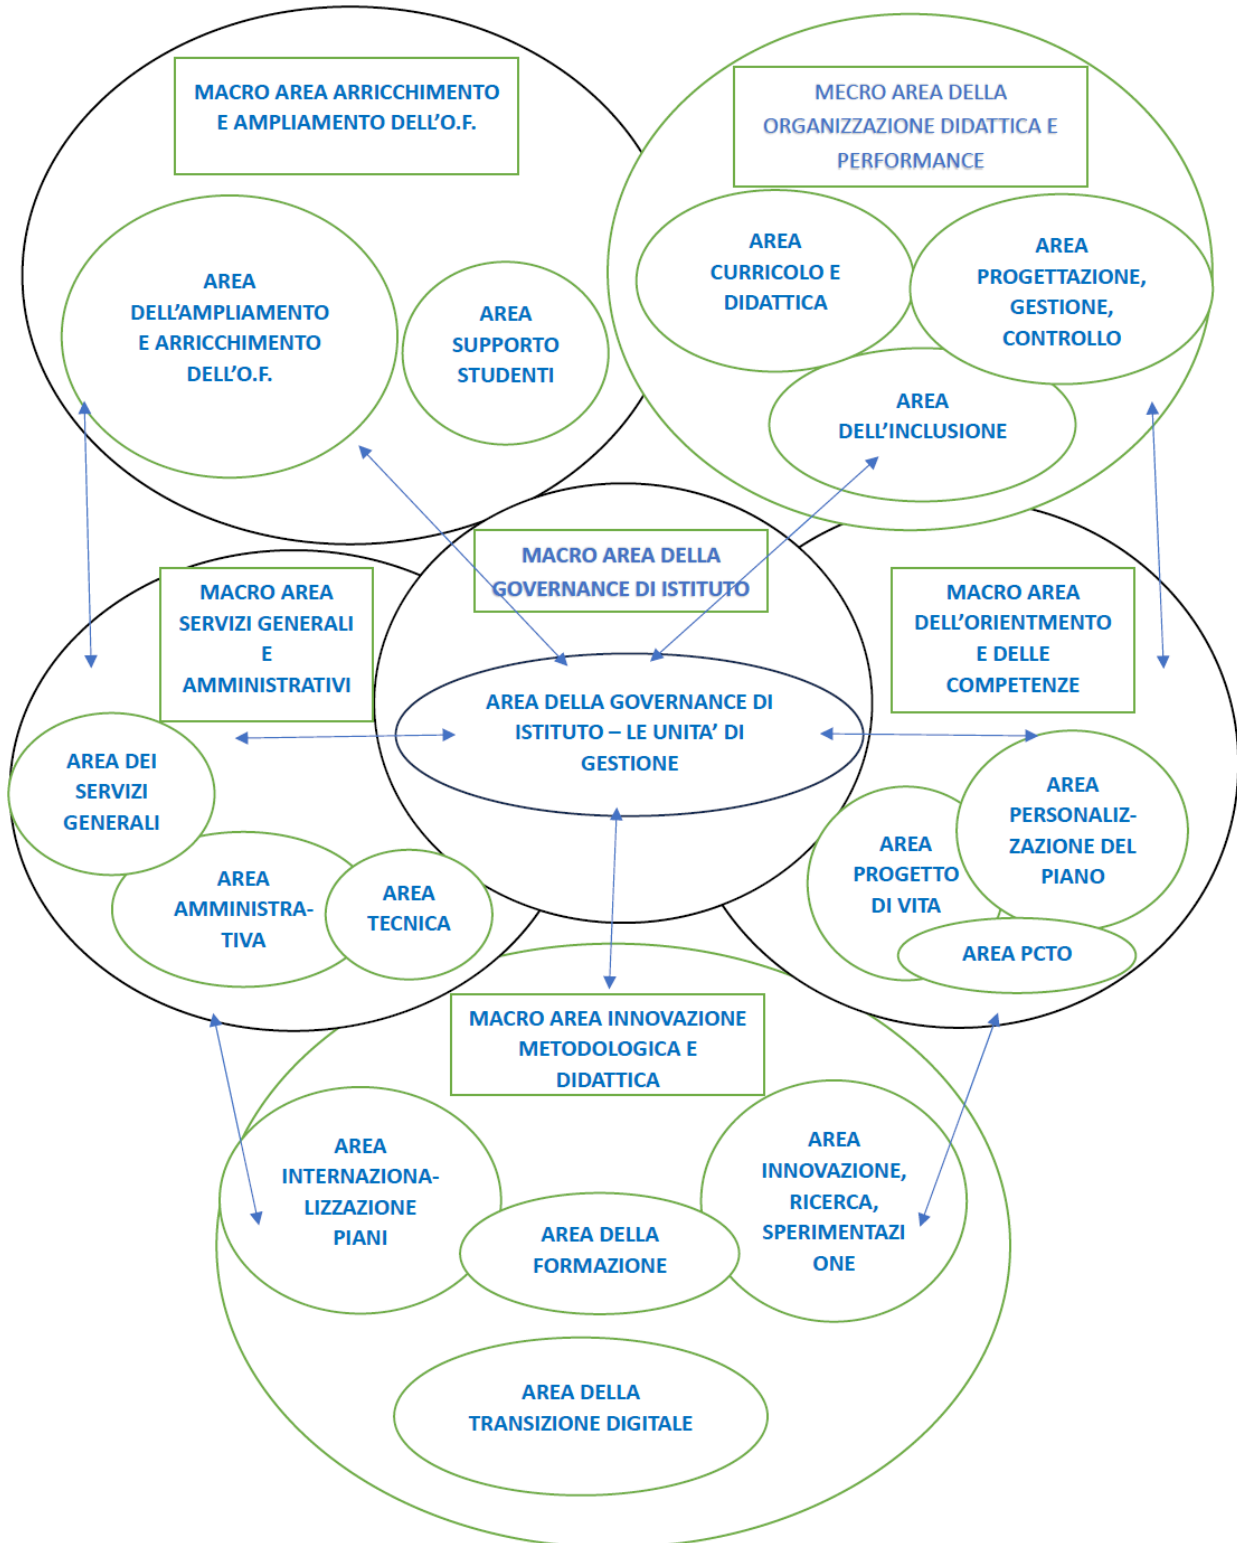 MACRO AREA ARRICCHIMENTO
E AMPLIAMENTO DELL'O.F.
MECRO AREA DELLA
ORGANIZZAZIONE DIDATTICA E
PERFORMANCE
AREA
DELL'AMPLIAMENTO
E ARRICCHIMENTO
DELL'O.F.
AREA
SUPPORTO
STUDENTI
AREA
CURRICOLO E
DIDATTICA
AREA
PROGETTAZIONE,
GESTIONE,
CONTROLLO
AREA
DELL'INCLUSIONE
MACRO AREA DELLA
GOVERNANCE DI ISTITUTO
MACRO AREA
SERVIZI GENERALI
E
AMMINISTRATIVI
MACRO AREA
DELL'ORIENTMENTO
E DELLE
COMPETENZE
AREA DELLA GOVERNANCE DI
ISTITUTO – LE UNITA' DI
GESTIONE
AREA DEI
SERVIZI
GENERALI
AREA
AMMINISTRA-
TIVA
AREA
TECNICA
AREA
PROGETTO
DI VITA
AREA
PERSONALIZ-
ZAZIONE DEL
PIANO
AREA PCTO
MACRO AREA INNOVAZIONE
METODOLOGICA E
DIDATTICA
AREA
INTERNAZIONA-
LIZZAZIONE
PIANI
AREA DELLA
FORMAZIONE
AREA
INNOVAZIONE,
RICERCA,
SPERIMENTAZI
ONE
AREA DELLA
TRANSIZIONE DIGITALE